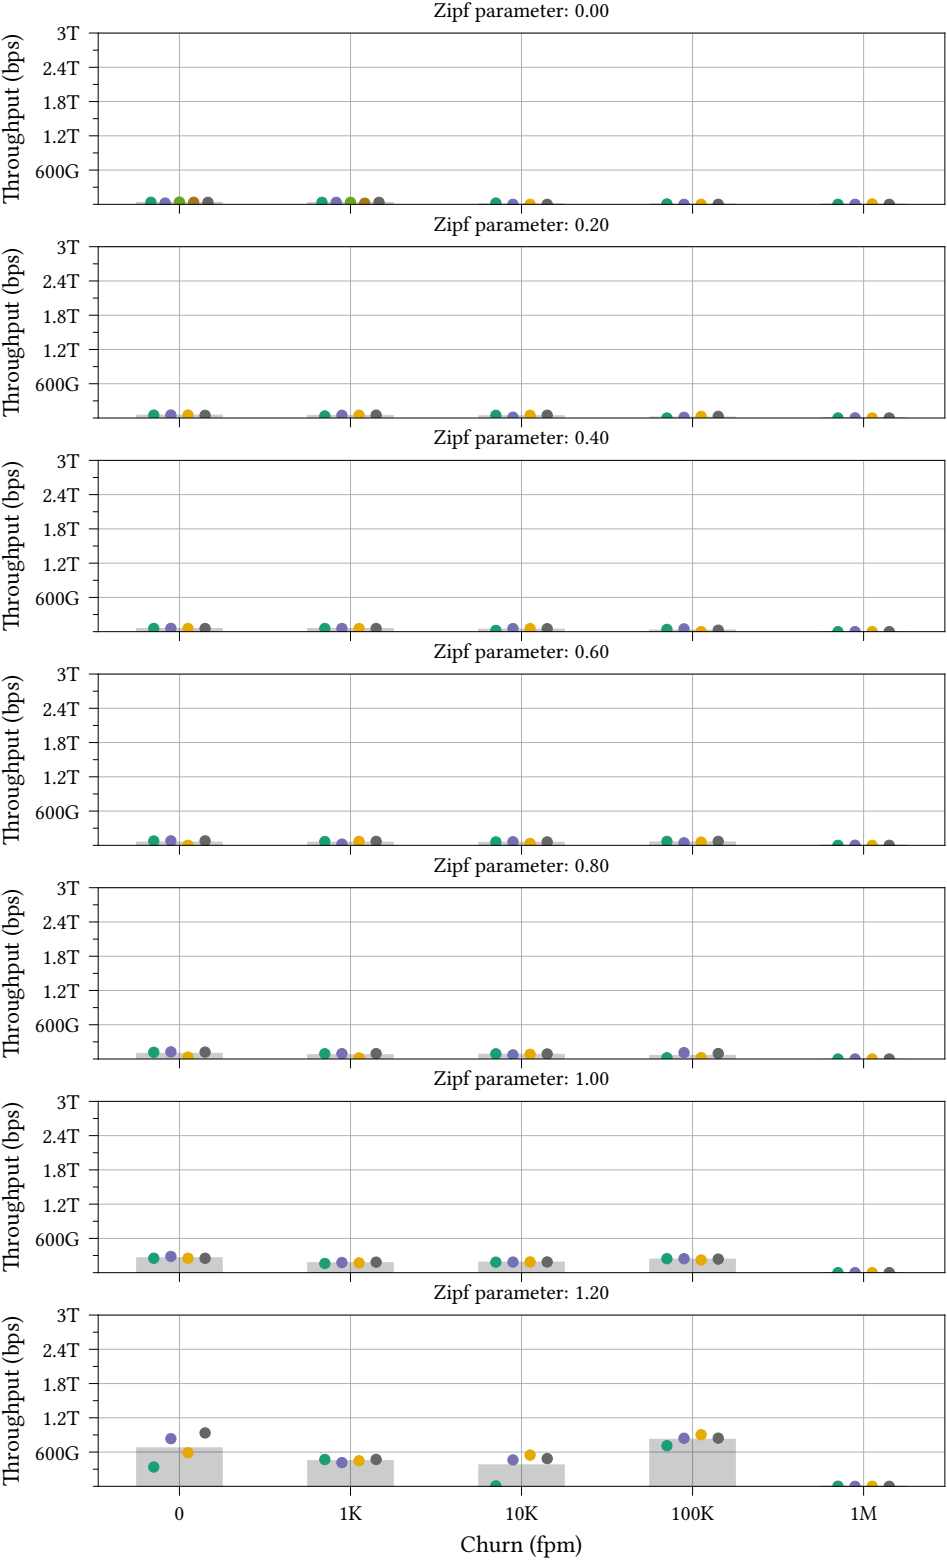 Zipf parameter: 0.00
Throughput (bps)
3T
2.4T
1.8T
1.2T
600G
Zipf parameter: 0.20
Throughput (bps)
3T
2.4T
1.8T
1.2T
600G
Zipf parameter: 0.40
Throughput (bps)
3T
2.4T
1.8T
1.2T
600G
Zipf parameter: 0.60
Throughput (bps)
3T
2.4T
1.8T
1.2T
600G
Zipf parameter: 0.80
Throughput (bps)
3T
2.4T
1.8T
1.2T
600G
Zipf parameter: 1.00
Throughput (bps)
3T
2.4T
1.8T
1.2T
600G
Zipf parameter: 1.20
Throughput (bps)
3T
2.4T
1.8T
1.2T
600G
0 1K 10K 100K 1M
Churn (fpm)